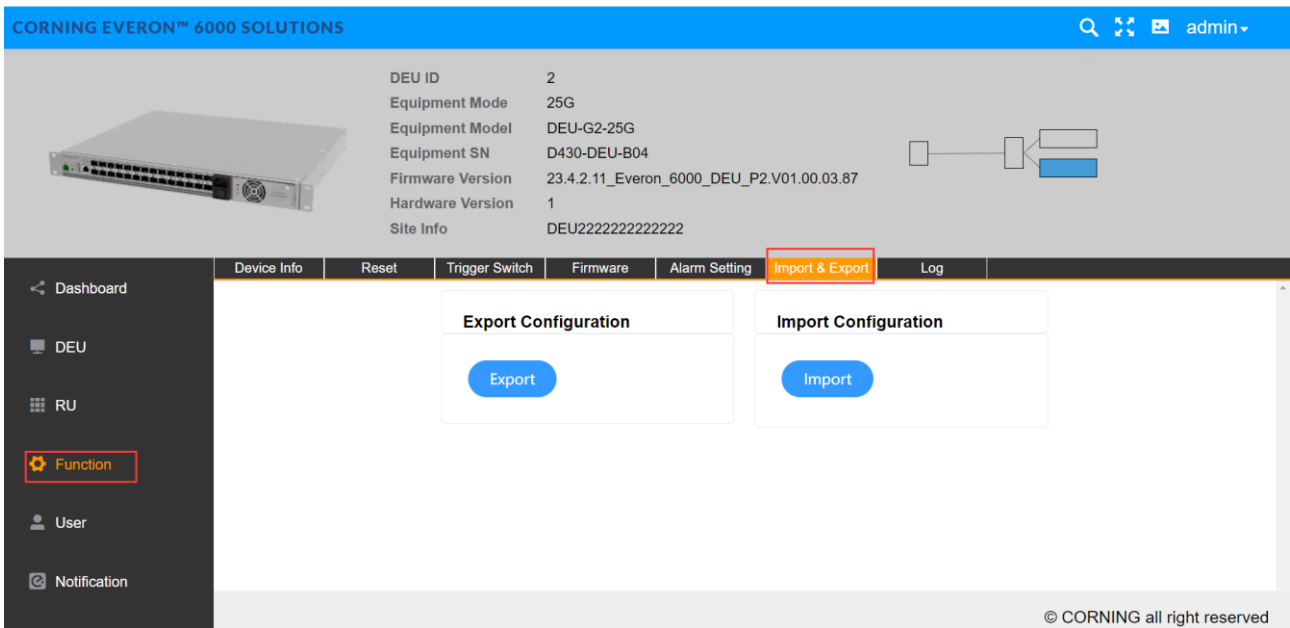 CORNING EVERON™ 6000 SOLUTIONS
admin
DEU ID 2
Equipment Mode 25G
Equipment Model DEU-G2-25G
Equipment SN D430-DEU-B04
Firmware Version 23.4.2.11_Everon_6000_DEU_P2.V01.00.03.87
Hardware Version 1
Site Info DEU2222222222222
Device Info Reset Trigger Switch Firmware Alarm Setting Import & Export Log
Dashboard
DEU
RU
Function
User
Notification
Export Configuration
Export
Import Configuration
Import
© CORNING all right reserved